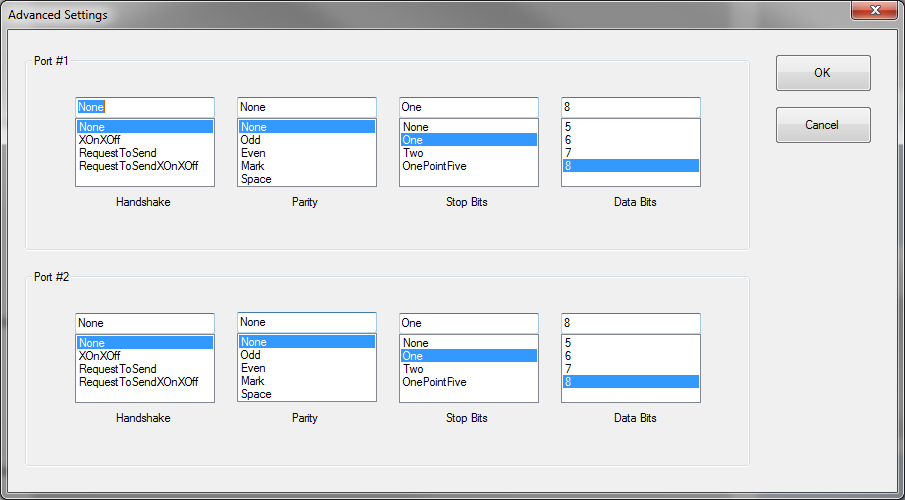 Advanced Settings
Port #1
OK
Cancel
None
None
XOnXOff
RequestToSend
RequestToSendXOnXOff
Handshake
None
None
Odd
Even
Mark
Space
Parity
One
None
One
Two
OnePointFive
Stop Bits
8
5
6
7
8
Data Bits
Port #2
None
None
XOnXOff
RequestToSend
RequestToSendXOnXOff
Handshake
None
None
Odd
Even
Mark
Space
Parity
One
None
One
Two
OnePointFive
Stop Bits
8
5
6
7
8
Data Bits